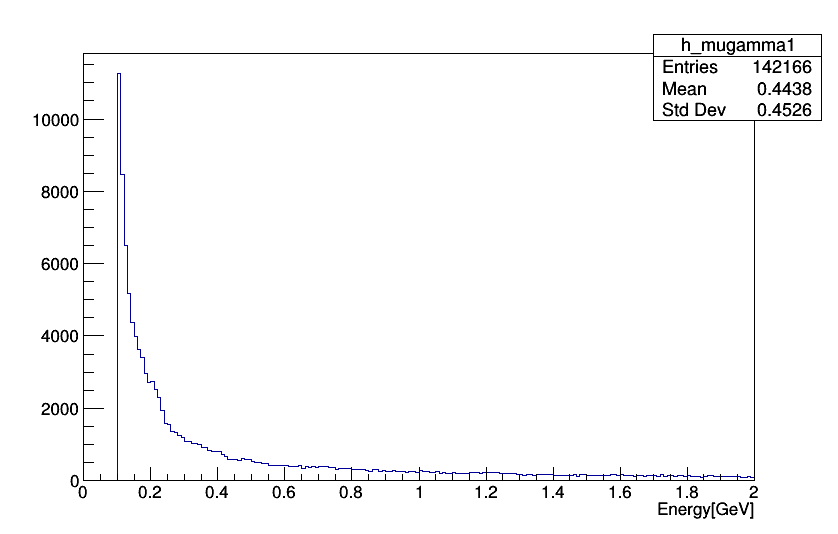 h_mugamma1
Entries 142166
Mean 0.4438
Std Dev 0.4526
10000
8000
6000
4000
2000
0
0 0.2 0.4 0.6 0.8 1 1.2 1.4 1.6 1.8 2
Energy[GeV]